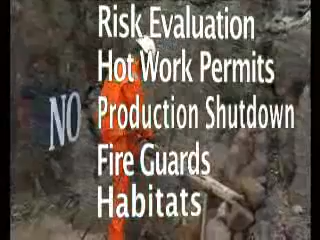 Risk Evaluation
Hot Work Permits
NO Production Shutdown
Fire Guards
Habitats